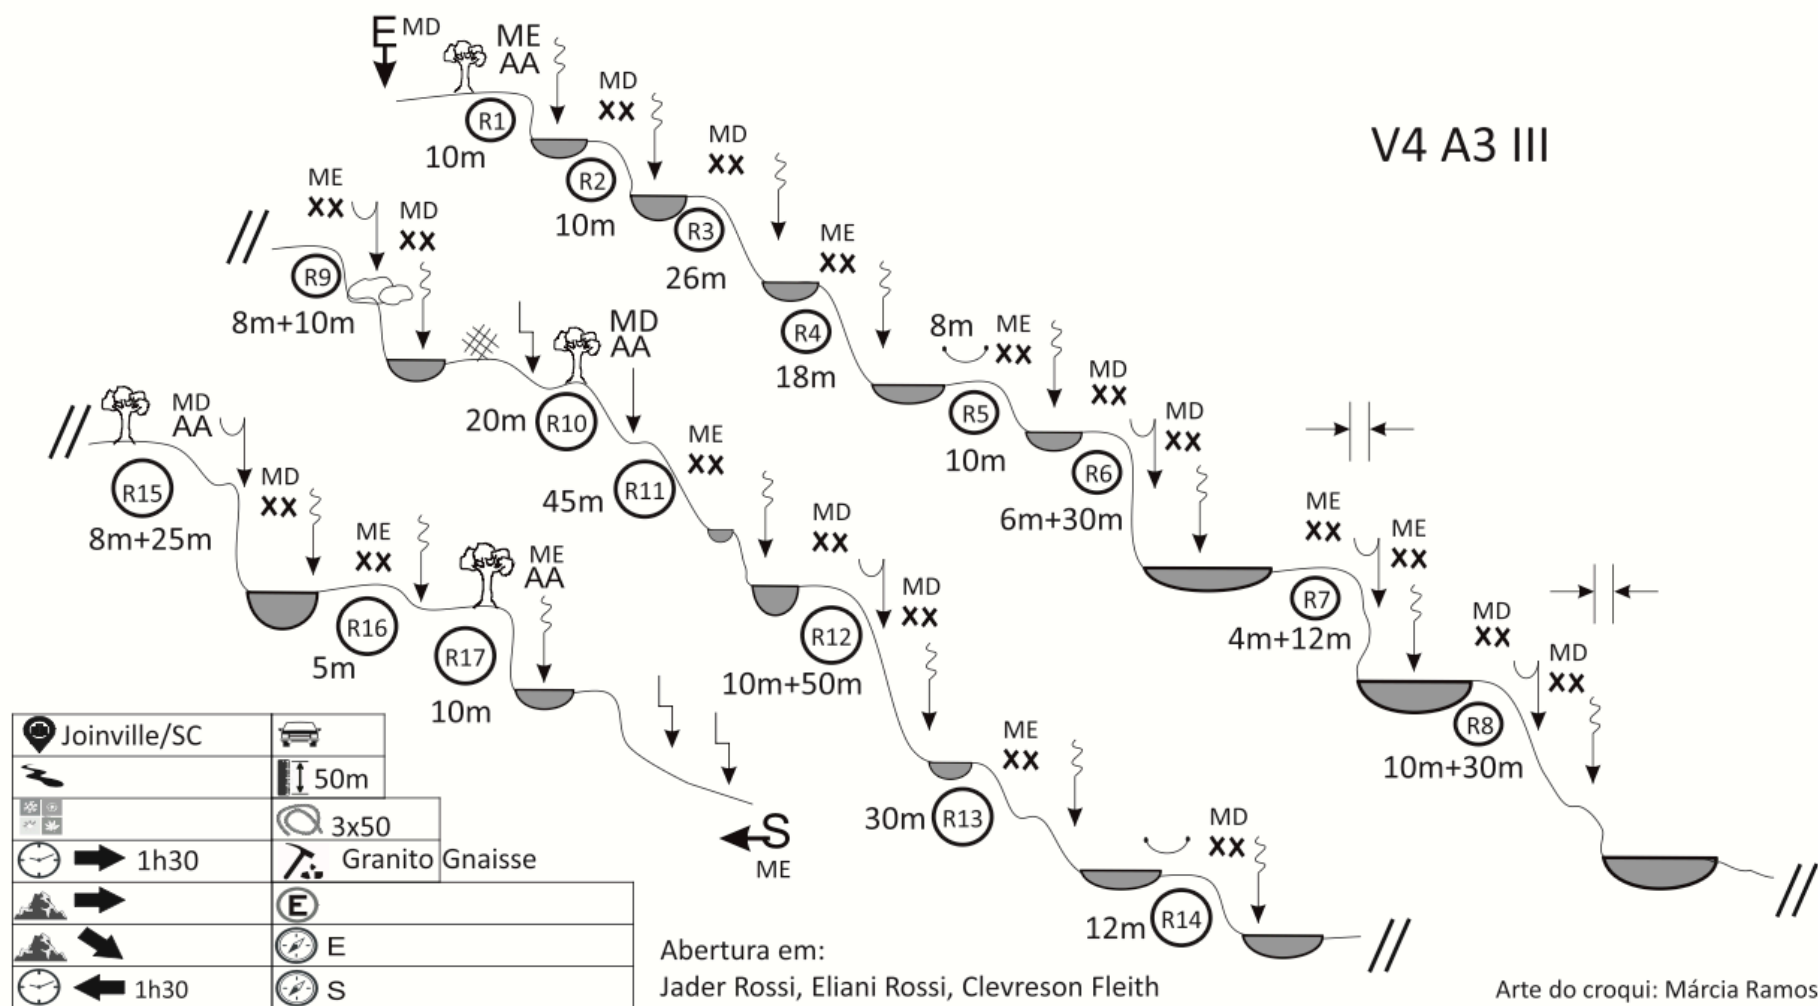 E MD
ME
AA
R1
10m
MD
XX
R2
10m
MD
XX
R3
26m
ME
XX
R4
18m
8m
ME
XX
R5
10m
MD
XX
MD
XX
R6
6m+30m
ME
XX
ME
XX
R7
4m+12m
MD
XX
MD
XX
R8
10m+30m
V4 A3 III
ME
XX
MD
XX
R9
8m+10m
MD
AA
20m R10
45m R11
ME
XX
MD
XX
MD
XX
R12
10m+50m
ME
XX
30m R13
MD
XX
12m R14
MD
AA
R15
8m+25m
MD
XX
ME
XX
R16
5m
ME
AA
R17
10m
S
ME
Joinville/SC
50m
3x50
1h30
Granito Gnaisse
E
E
1h30
S
Abertura em:
Jader Rossi, Eliani Rossi, Clevreson Fleith
Arte do croqui: Márcia Ramos